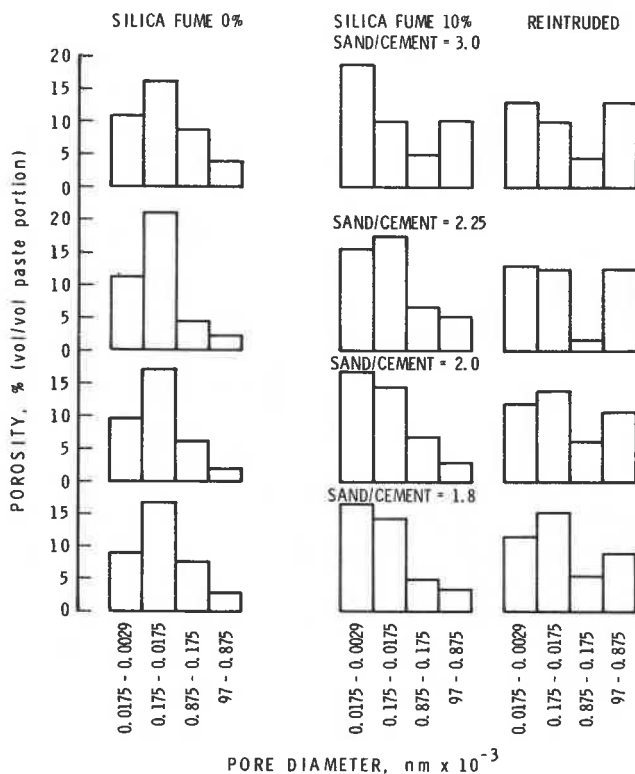 SILICA FUME 0%
SILICA FUME 10%
REINTRUDED
SAND/CEMENT = 3.0
20
15
10
5
0
SAND/CEMENT = 2.25
20
15
10
5
0
SAND/CEMENT = 2.0
15
10
5
0
SAND/CEMENT = 1.8
15
10
5
0
POROSITY, % (vol/vol paste portion)
0.0175 - 0.0029
0.175 - 0.0175
0.875 - 0.175
97 - 0.875
0.0175 - 0.0029
0.175 - 0.0175
0.875 - 0.175
97 - 0.875
0.0175 - 0.0029
0.175 - 0.0175
0.875 - 0.175
97 - 0.875
PORE DIAMETER, nm x 10⁻³